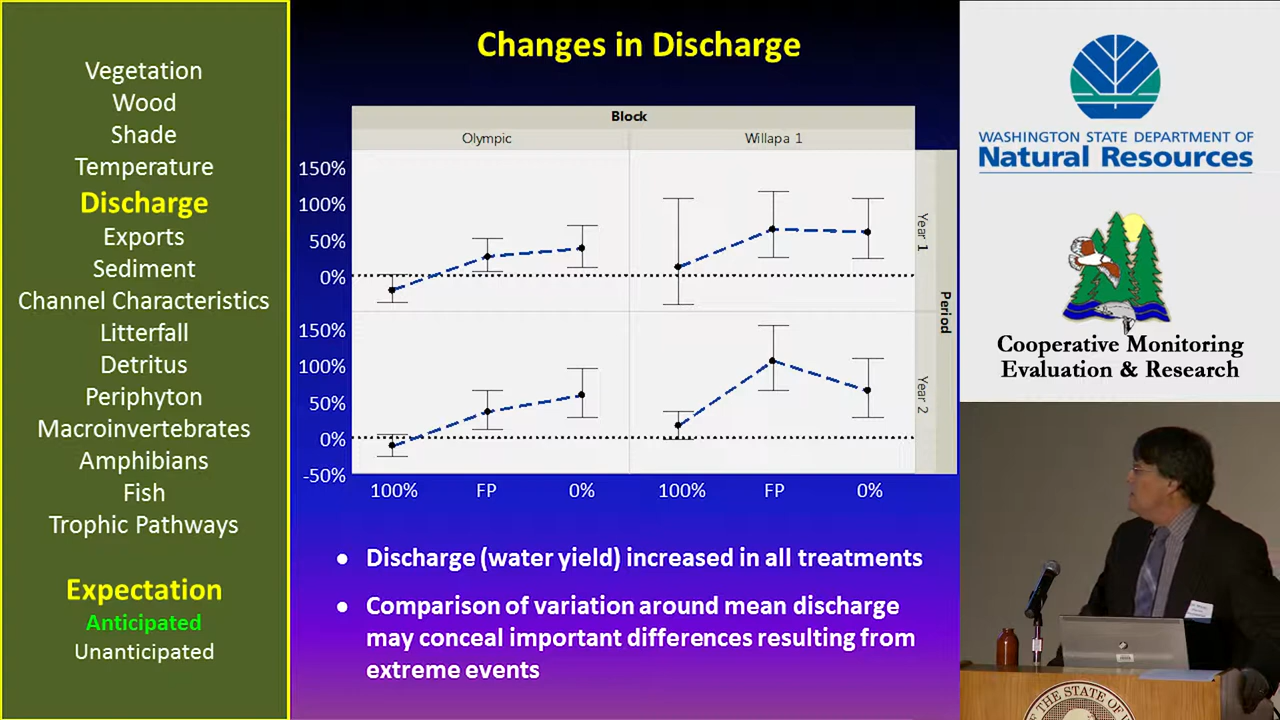 Vegetation
Wood
Shade
Temperature
Discharge
Exports
Sediment
Channel Characteristics
Litterfall
Detritus
Periphyton
Macroinvertebrates
Amphibians
Fish
Trophic Pathways
Expectation
Anticipated
Unanticipated
Changes in Discharge
Block
Olympic
Willapa 1
150%
100%
50%
0%
Year 1
150%
100%
50%
0%
-50%
Year 2
Period
100%
FP
0%
100%
FP
0%
• Discharge (water yield) increased in all treatments
• Comparison of variation around mean discharge
may conceal important differences resulting from
extreme events
WASHINGTON STATE DEPARTMENT OF
Natural Resources
Cooperative Monitoring
Evaluation & Research
OF THE STATE OF